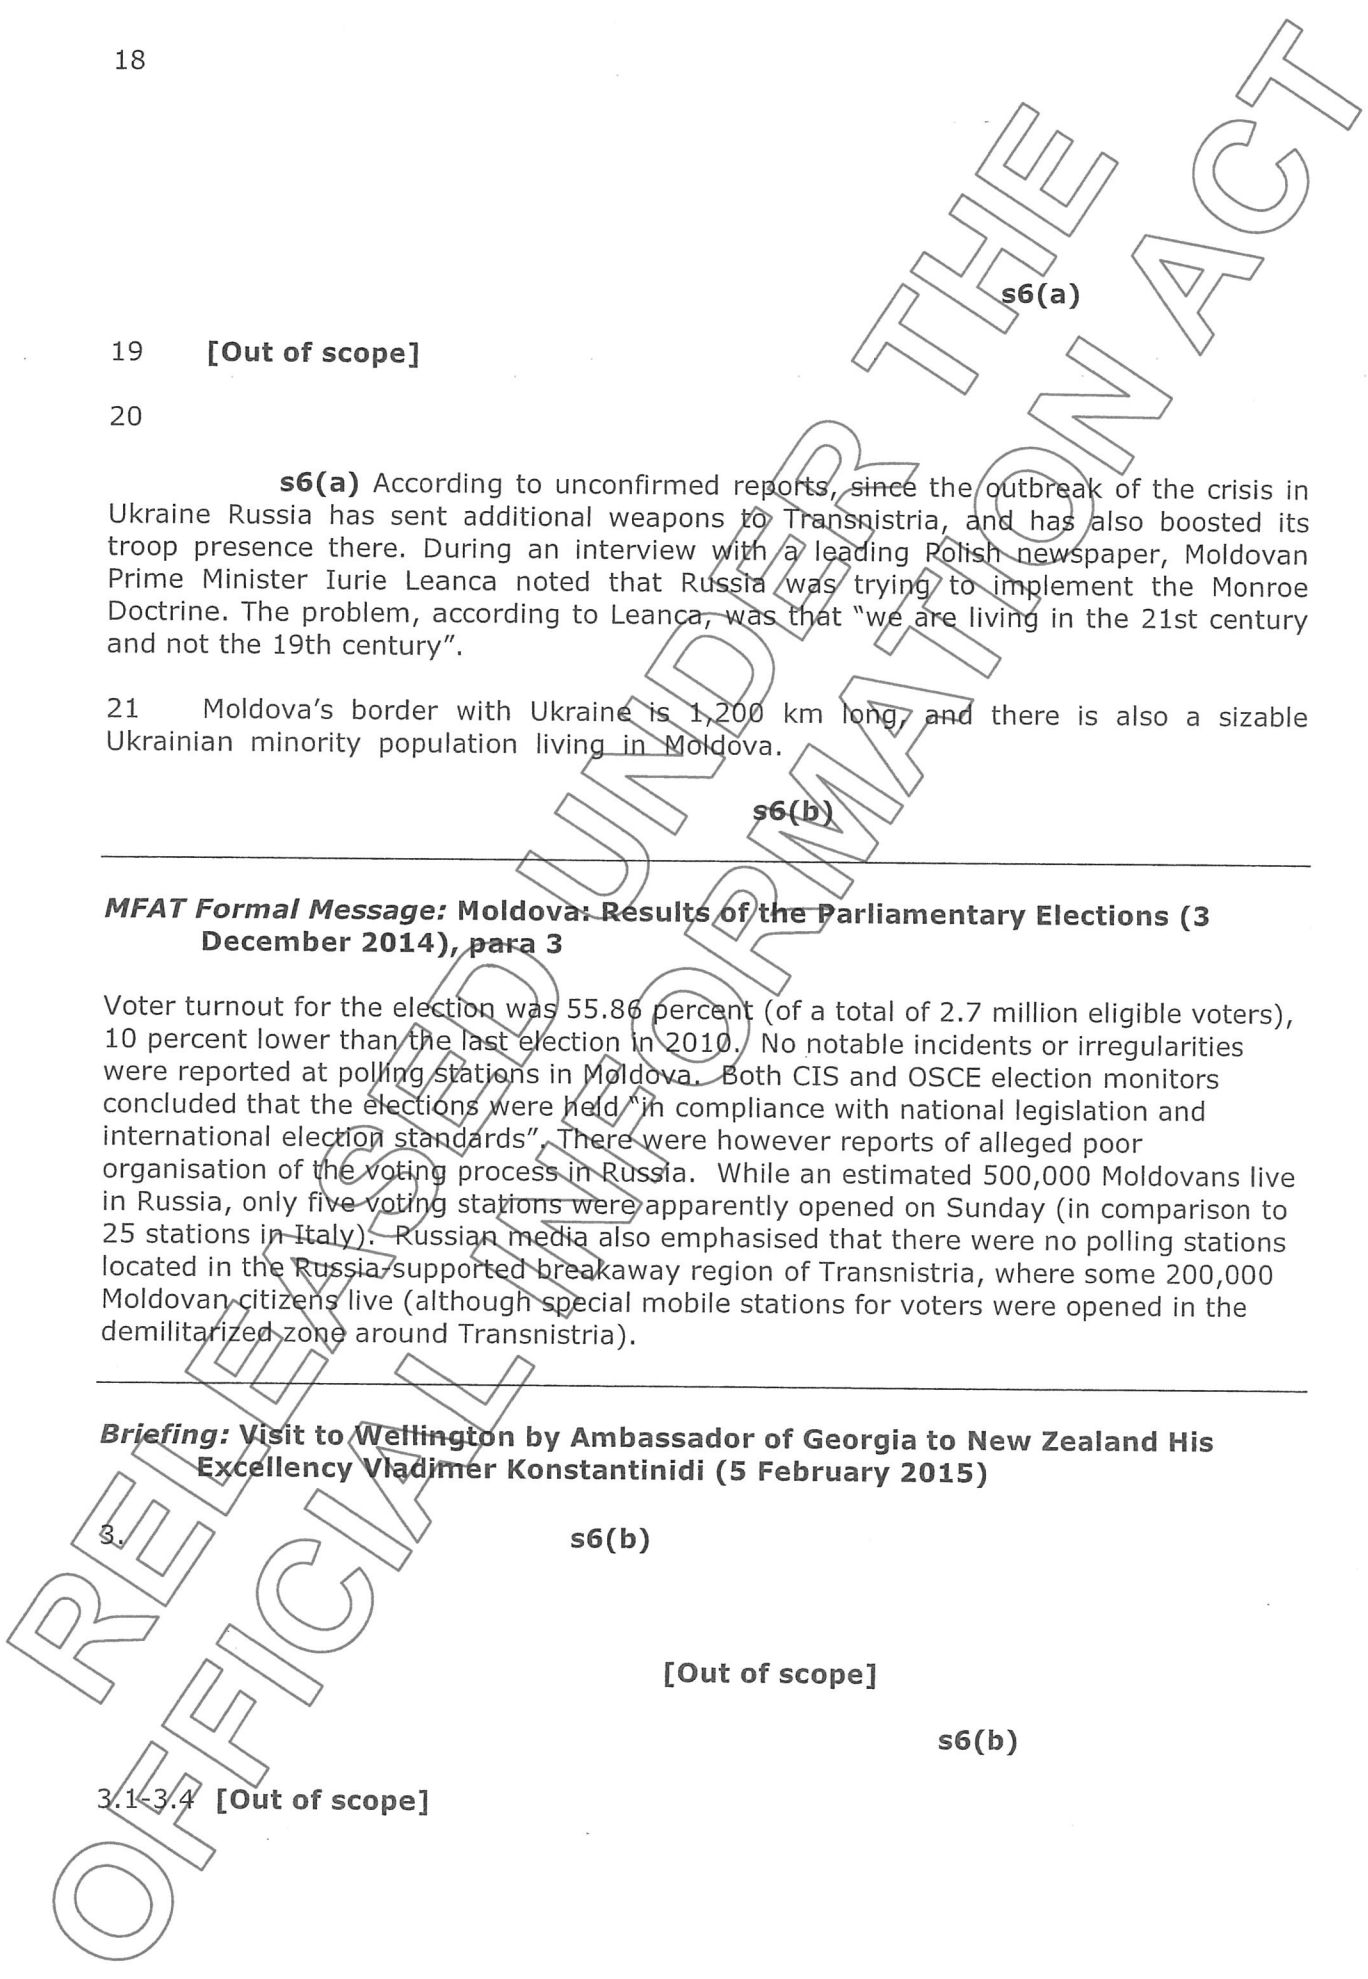 18
s6(a)
19 [Out of scope]
20
s6(a) According to unconfirmed reports, since the outbreak of the crisis in
Ukraine Russia has sent additional weapons to Transnistria, and has also boosted its
troop presence there. During an interview with a leading Polish newspaper, Moldovan
Prime Minister Iurie Leanca noted that Russia was trying to implement the Monroe
Doctrine. The problem, according to Leanca, was that “we are living in the 21st century
and not the 19th century”.
21 Moldova’s border with Ukraine is 1,200 km long, and there is also a sizable
Ukrainian minority population living in Moldova.
s6(b)
MFAT Formal Message: Moldova: Results of the Parliamentary Elections (3
December 2014), para 3
Voter turnout for the election was 55.86 percent (of a total of 2.7 million eligible voters),
10 percent lower than the last election in 2010. No notable incidents or irregularities
were reported at polling stations in Moldova. Both CIS and OSCE election monitors
concluded that the elections were held “in compliance with national legislation and
international election standards”. There were however reports of alleged poor
organisation of the voting process in Russia. While an estimated 500,000 Moldovans live
in Russia, only five voting stations were apparently opened on Sunday (in comparison to
25 stations in Italy). Russian media also emphasised that there were no polling stations
located in the Russia-supported breakaway region of Transnistria, where some 200,000
Moldovan citizens live (although special mobile stations for voters were opened in the
demilitarized zone around Transnistria).
Briefing: Visit to Wellington by Ambassador of Georgia to New Zealand His
Excellency Vladimer Konstantinidi (5 February 2015)
3. s6(b)
[Out of scope]
s6(b)
3.1-3.4 [Out of scope]
RELEASED UNDER THE
OFFICIAL INFORMATION ACT